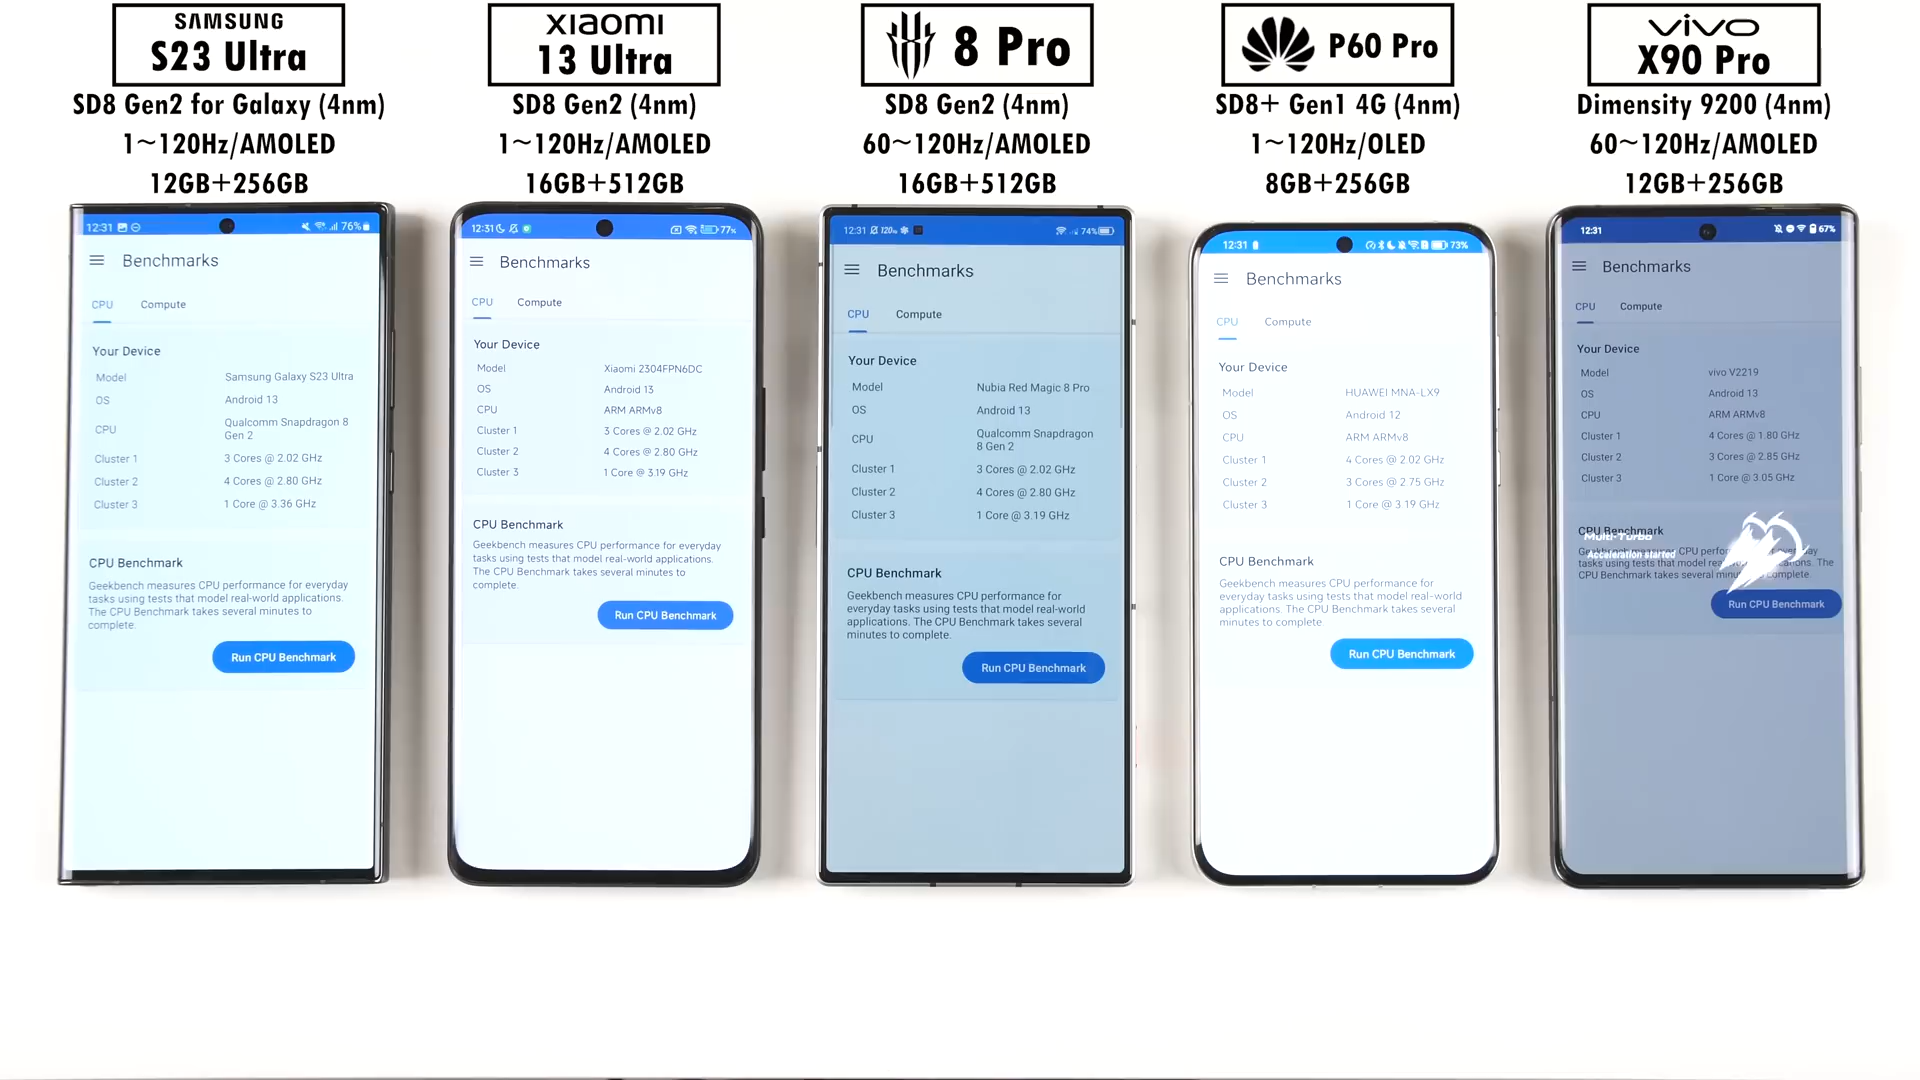 SAMSUNG
S23 Ultra
SD8 Gen2 for Galaxy (4nm)
1~120Hz/AMOLED
12GB+256GB
12:31
76%
Benchmarks
CPU Compute
Your Device
Model Samsung Galaxy S23 Ultra
OS Android 13
CPU Qualcomm Snapdragon 8
Gen 2
Cluster 1 3 Cores @ 2.02 GHz
Cluster 2 4 Cores @ 2.80 GHz
Cluster 3 1 Core @ 3.36 GHz
CPU Benchmark
Geekbench measures CPU performance for everyday
tasks using tests that model real-world applications.
The CPU Benchmark takes several minutes to
complete.
Run CPU Benchmark
xiaomi
13 Ultra
SD8 Gen2 (4nm)
1~120Hz/AMOLED
16GB+512GB
12:31
77%
Benchmarks
CPU Compute
Your Device
Model Xiaomi 2304FPN6DC
OS Android 13
CPU ARM ARMv8
Cluster 1 3 Cores @ 2.02 GHz
Cluster 2 4 Cores @ 2.80 GHz
Cluster 3 1 Core @ 3.19 GHz
CPU Benchmark
Geekbench measures CPU performance for everyday
tasks using tests that model real-world applications.
The CPU Benchmark takes several minutes to
complete.
Run CPU Benchmark
8 Pro
SD8 Gen2 (4nm)
60~120Hz/AMOLED
16GB+512GB
12:31 120Hz
74%
Benchmarks
CPU Compute
Your Device
Model Nubia Red Magic 8 Pro
OS Android 13
CPU Qualcomm Snapdragon
8 Gen 2
Cluster 1 3 Cores @ 2.02 GHz
Cluster 2 4 Cores @ 2.80 GHz
Cluster 3 1 Core @ 3.19 GHz
CPU Benchmark
Geekbench measures CPU performance for
everyday tasks using tests that model real-world
applications. The CPU Benchmark takes several
minutes to complete.
Run CPU Benchmark
P60 Pro
SD8+ Gen1 4G (4nm)
1~120Hz/OLED
8GB+256GB
12:31
73%
Benchmarks
CPU Compute
Your Device
Model HUAWEI MNA-LX9
OS Android 12
CPU ARM ARMv8
Cluster 1 4 Cores @ 2.02 GHz
Cluster 2 3 Cores @ 2.75 GHz
Cluster 3 1 Core @ 3.19 GHz
CPU Benchmark
Geekbench measures CPU performance for
everyday tasks using tests that model real-world
applications. The CPU Benchmark takes several
minutes to complete
Run CPU Benchmark
vivo
X90 Pro
Dimensity 9200 (4nm)
60~120Hz/AMOLED
12GB+256GB
12:31
67%
Benchmarks
CPU Compute
Your Device
Model vivo V2219
OS Android 13
CPU ARM ARMv8
Cluster 1 4 Cores @ 1.80 GHz
Cluster 2 3 Cores @ 2.85 GHz
Cluster 3 1 Core @ 3.05 GHz
CPU Benchmark
Multi-Turbo
Acceleration started
Geekbench measures CPU for everyday
tasks using tests that model real-world The
CPU Benchmark takes several complete.
Run CPU Benchmark